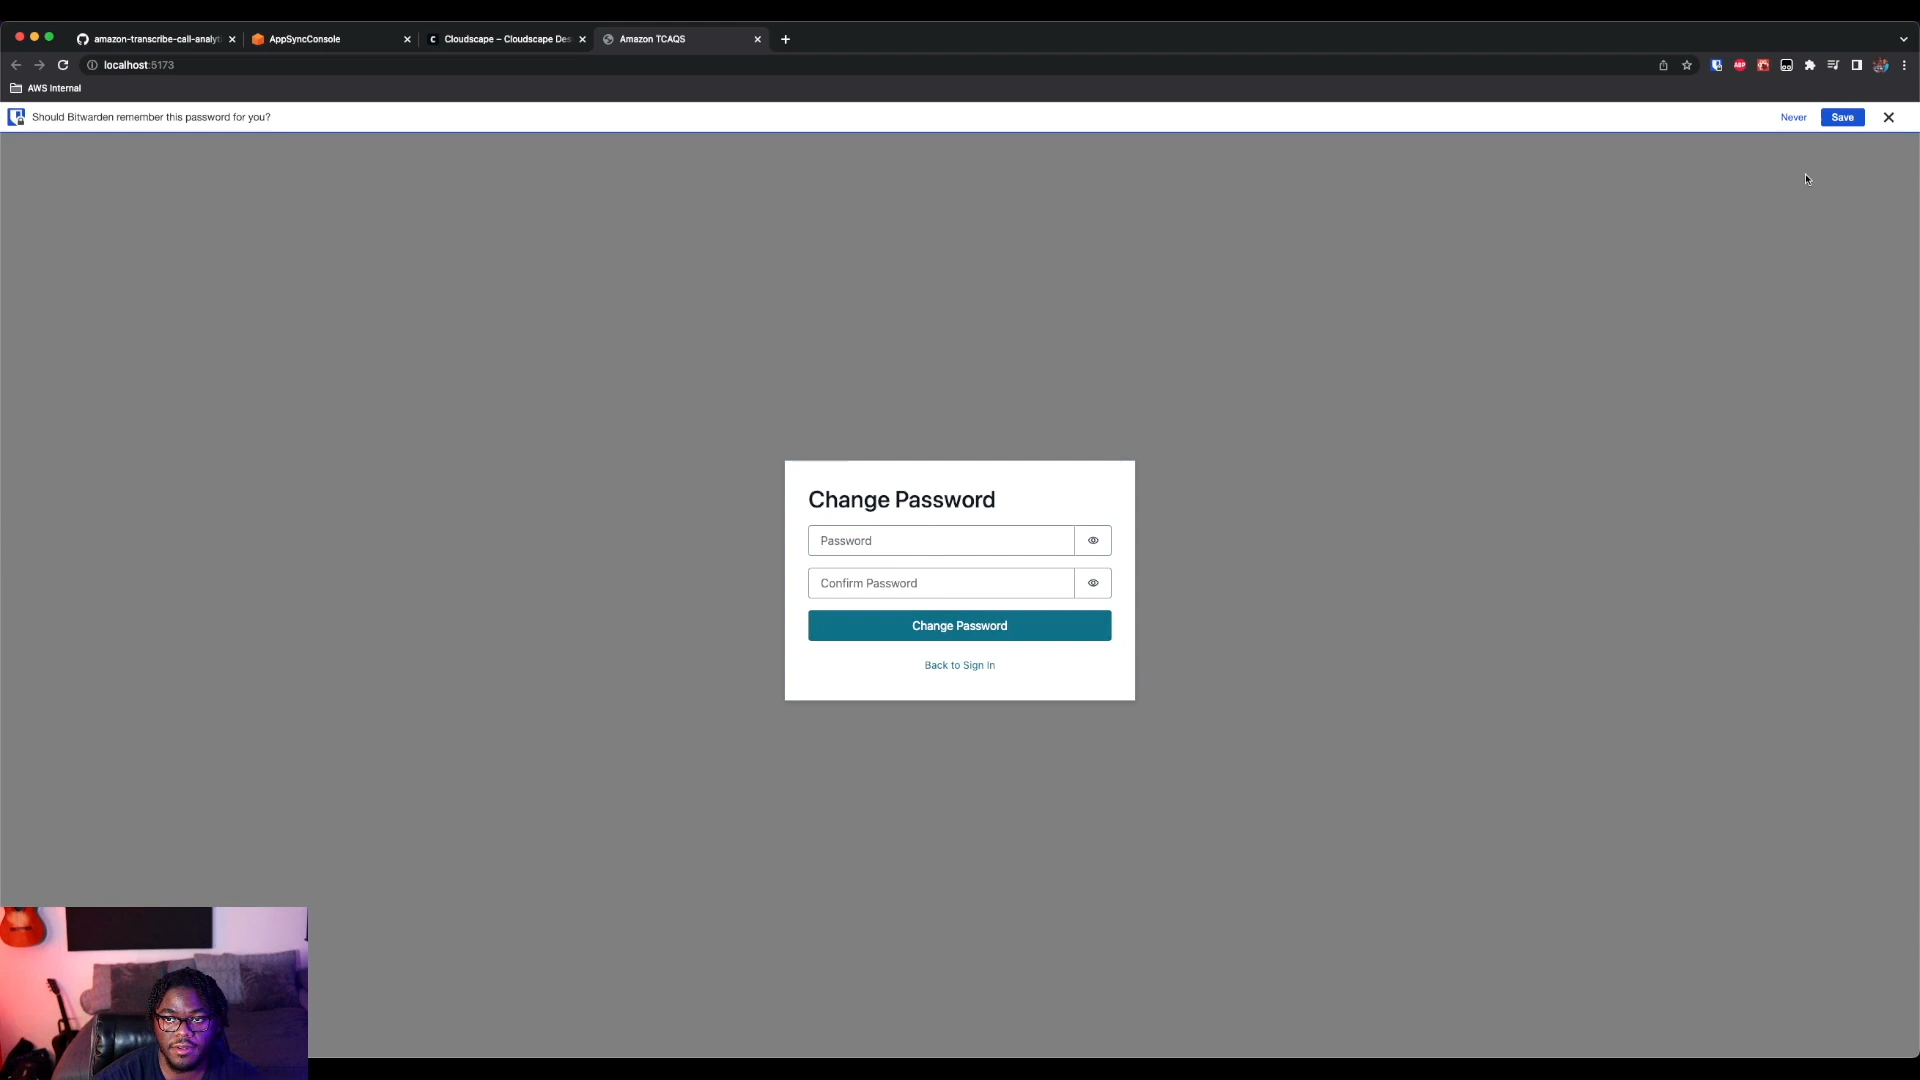 amazon-transcribe-call-analyt
AppSyncConsole
Cloudscape – Cloudscape Des
Amazon TCAQS
localhost:5173
AWS Internal
Should Bitwarden remember this password for you?
Never
Save
Change Password
Password
Confirm Password
Change Password
Back to Sign In